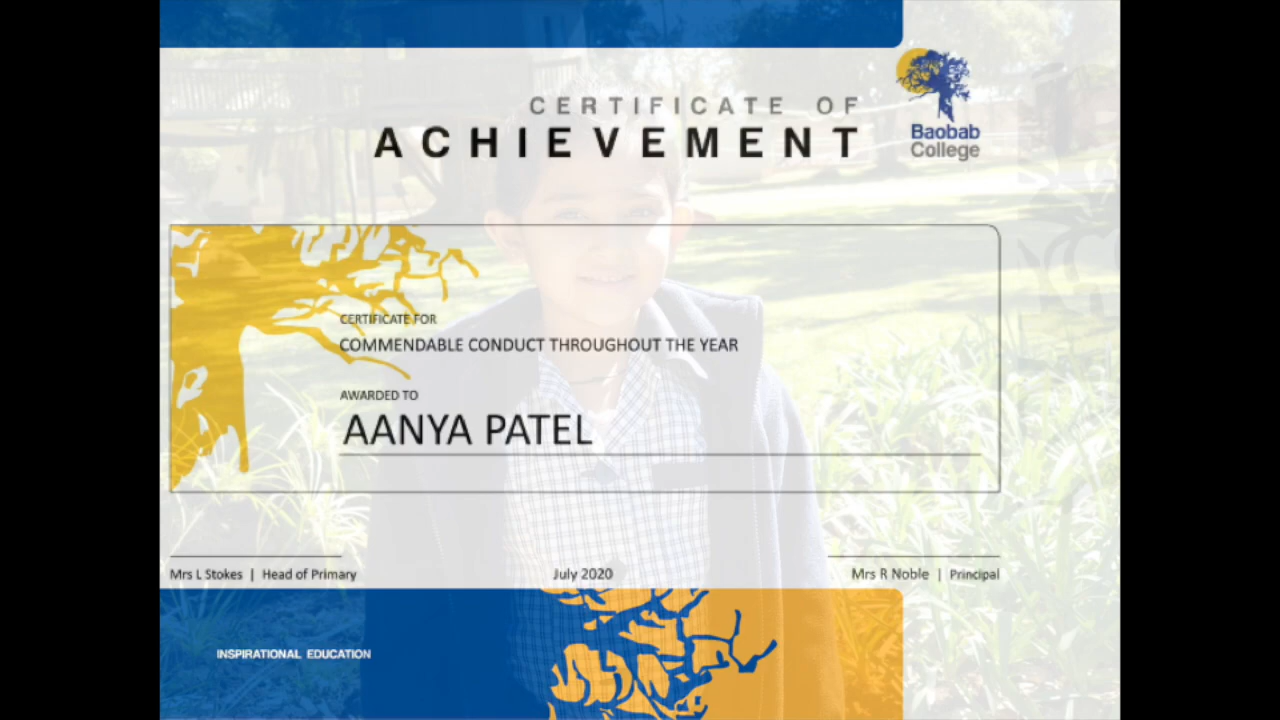 CERTIFICATE OF
ACHIEVEMENT
Baobab
College
CERTIFICATE FOR
COMMENDABLE CONDUCT THROUGHOUT THE YEAR
AWARDED TO
AANYA PATEL
Mrs L Stokes | Head of Primary
July 2020
Mrs R Noble | Principal
INSPIRATIONAL EDUCATION